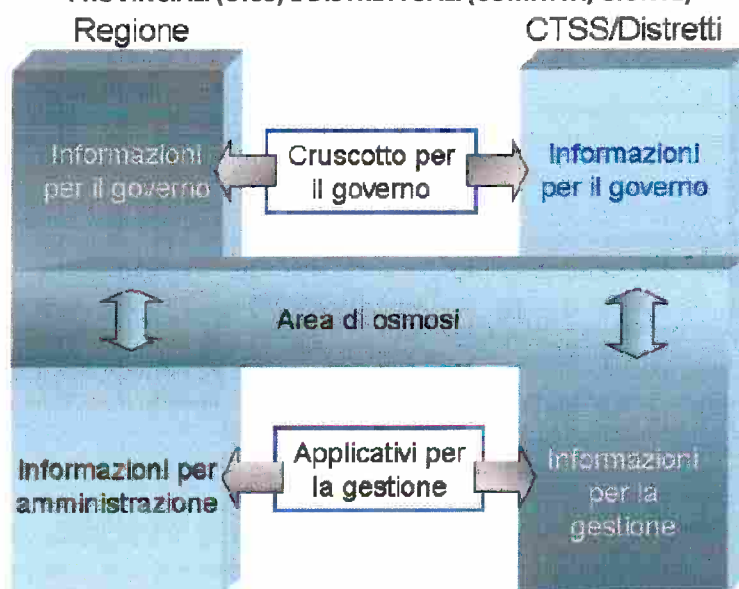 Regione
CTSS/Distretti
Informazioni
per il governo
Cruscotto per
il governo
Informazioni
per il governo
Area di osmosi
Informazioni per
amministrazione
Applicativi per
la gestione
Informazioni
per la
gestione